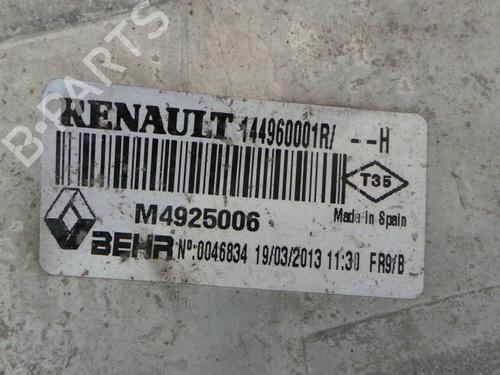 B-PARTS
RENAULT 144960001R/ --H
T35
M4925006
Made in Spain
BEHR Nº:0046834 19/03/2013 11:30 FR9/B